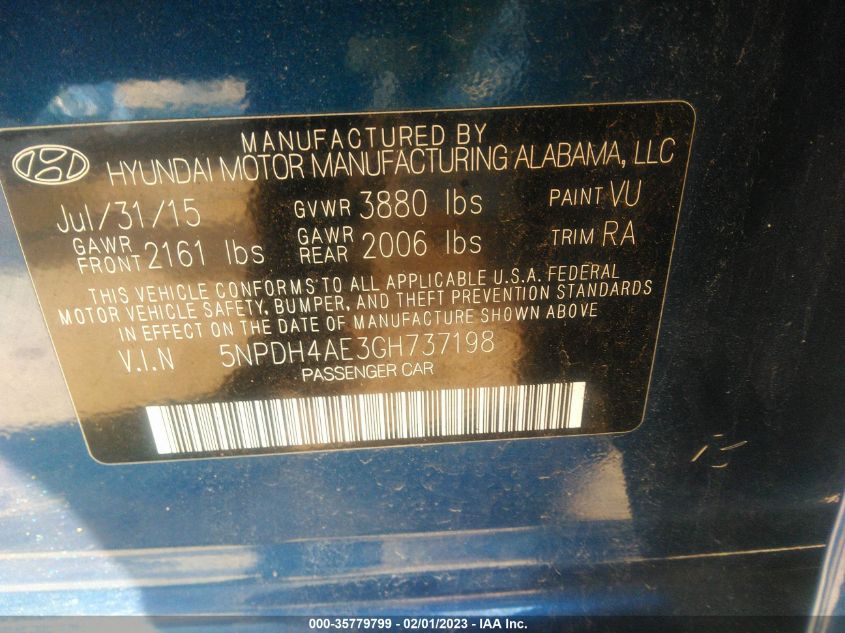 MANUFACTURED BY
HYUNDAI MOTOR MANUFACTURING ALABAMA, LLC
Jul/31/15 GVWR 3880 lbs PAINT VU
GAWR FRONT 2161 lbs GAWR REAR 2006 lbs TRIM RA
THIS VEHICLE CONFORMS TO ALL APPLICABLE U.S.A. FEDERAL
MOTOR VEHICLE SAFETY, BUMPER, AND THEFT PREVENTION STANDARDS
IN EFFECT ON THE DATE OF MANUFACTURE SHOWN ABOVE
V.I.N 5NPDH4AE3GH737198
PASSENGER CAR
000-35779799 - 02/01/2023 - IAA Inc.